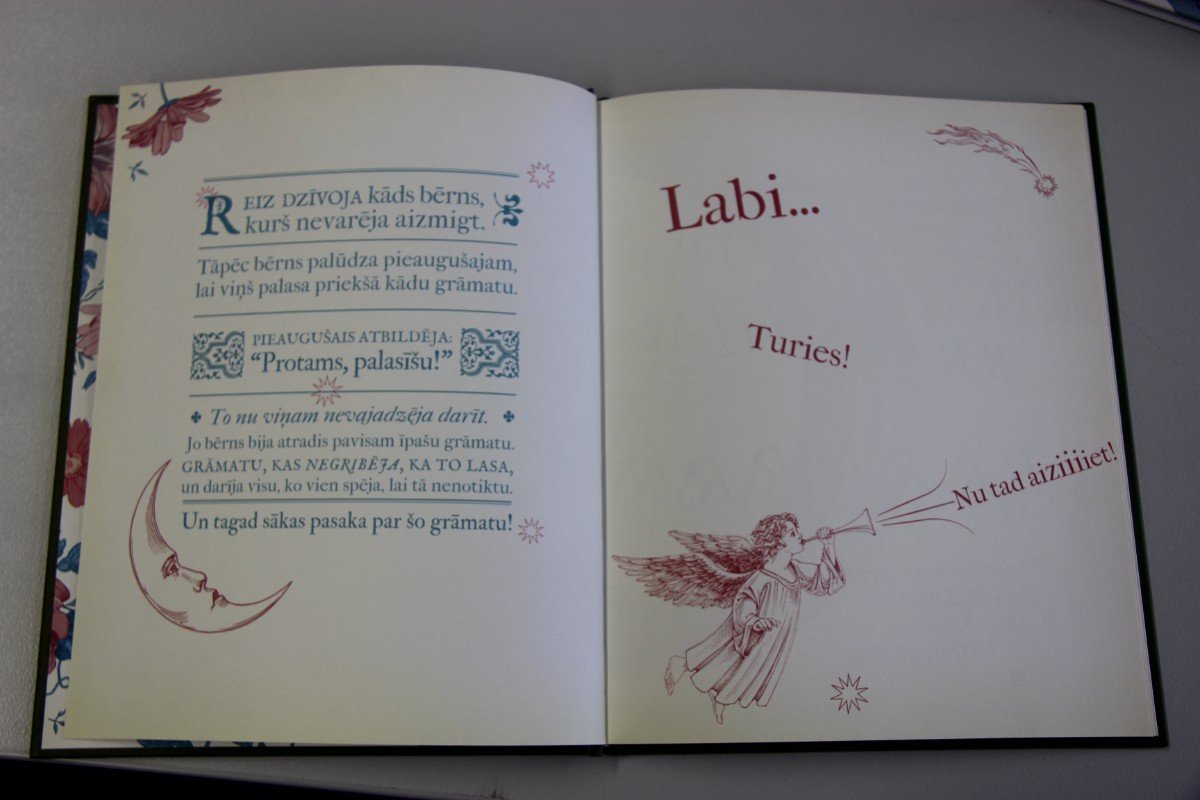 REIZ DZĪVOJA kāds bērns,
kurš nevarēja aizmigt.
Tāpēc bērns palūdza pieaugušajam,
lai viņš palasa priekšā kādu grāmatu.
PIEAUGUŠAIS ATBILDĒJA:
“Protams, palasīšu!”
To nu viņam nevajadzēja darīt.
Jo bērns bija atradis pavisam īpašu grāmatu.
GRĀMATU, KAS NEGRIBĒJA, KA TO LASA,
un darīja visu, ko vien spēja, lai tā nenotiktu.
Un tagad sākas pasaka par šo grāmatu!
Labi...
Turies!
Nu tad aiziiiiet!